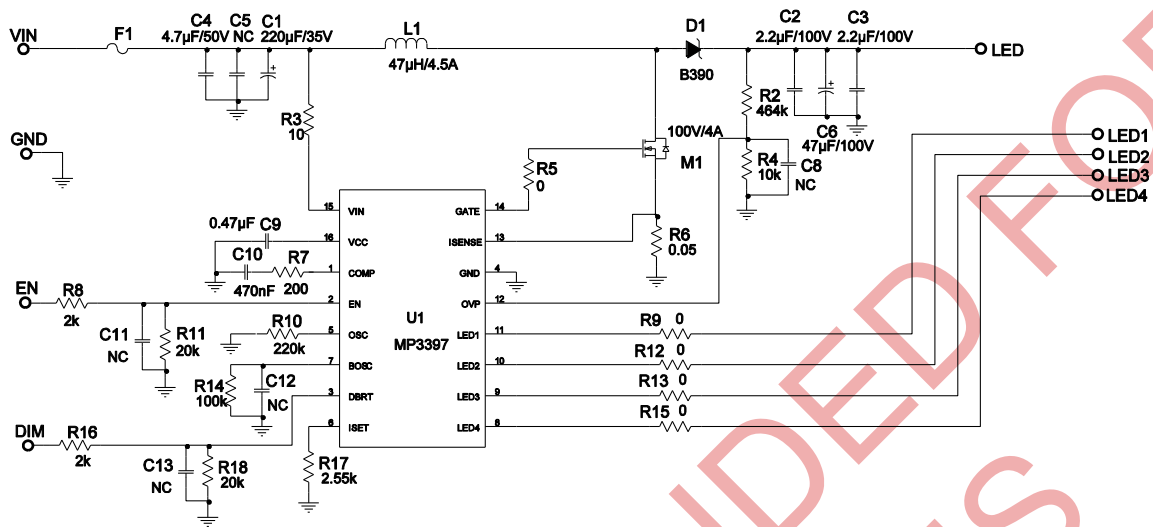 C4 C5 C1 L1 D1 C2 C3
VIN F1 4.7µF/50V NC 220µF/35V 2.2µF/100V 2.2µF/100V
LED
47µH/4.5A B390
R2
464k
R3
10
C6
47µF/100V
100V/4A
M1
GND
R4
10k
C8
NC
LED1
LED2
LED3
LED4
R5
0
15 VIN GATE 14
0.47µF C9
16 VCC ISENSE 13
R6
0.05
C10 R7
470nF 200
1 COMP GND 4
EN R8
2k
2 EN OVP 12
C11
NC
R11
20k
R10
220k
5 OSC LED1 11
U1
MP3397
R9 0
7 BOSC LED2 10
R12 0
R14
100k
C12
NC
3 DBRT LED3 9
R13 0
6 ISET LED4 8
R15 0
DIM R16
2k
C13
NC
R18
20k
R17
2.55k
DED FO
NS